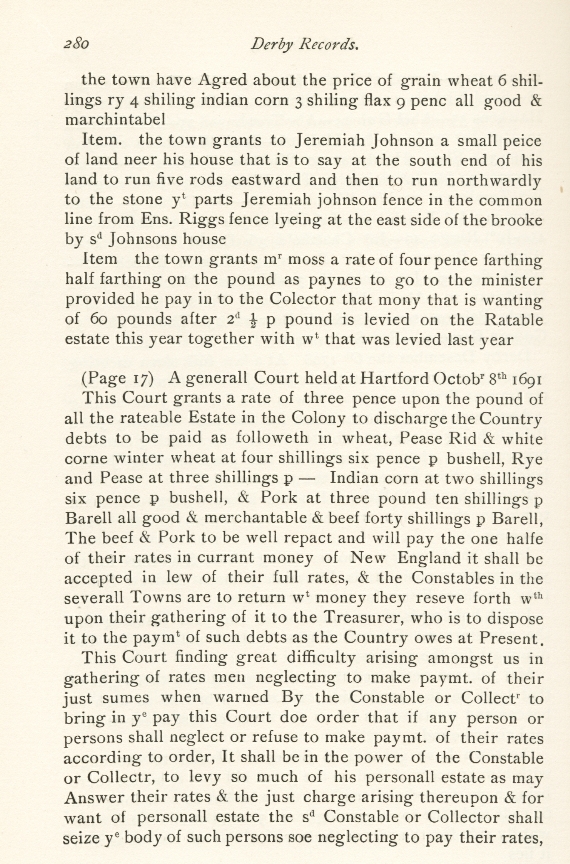 280
Derby Records.
the town have Agred about the price of grain wheat 6 shil-
lings ry 4 shiling indian corn 3 shiling flax 9 penc all good &
marchintabel
Item. the town grants to Jeremiah Johnson a small peice
of land neer his house that is to say at the south end of his
land to run five rods eastward and then to run northwardly
to the stone yᵗ parts Jeremiah johnson fence in the common
line from Ens. Riggs fence lyeing at the east side of the brooke
by sᵈ Johnsons house
Item the town grants mʳ moss a rate of four pence farthing
half farthing on the pound as paynes to go to the minister
provided he pay in to the Colector that mony that is wanting
of 60 pounds after 2ᵈ ½ p pound is levied on the Ratable
estate this year together with wᵗ that was levied last year
(Page 17) A generall Court held at Hartford Octobʳ 8ᵗʰ 1691
This Court grants a rate of three pence upon the pound of
all the rateable Estate in the Colony to discharge the Country
debts to be paid as followeth in wheat, Pease Rid & white
corne winter wheat at four shillings six pence p bushell, Rye
and Pease at three shillings p — Indian corn at two shillings
six pence p bushell, & Pork at three pound ten shillings p
Barell all good & merchantable & beef forty shillings p Barell,
The beef & Pork to be well repact and will pay the one halfe
of their rates in currant money of New England it shall be
accepted in lew of their full rates, & the Constables in the
severall Towns are to return wᵗ money they reseve forth wᵗʰ
upon their gathering of it to the Treasurer, who is to dispose
it to the paymᵗ of such debts as the Country owes at Present.
This Court finding great difficulty arising amongst us in
gathering of rates men neglecting to make paymt. of their
just sumes when warned By the Constable or Collectʳ to
bring in yᵉ pay this Court doe order that if any person or
persons shall neglect or refuse to make paymt. of their rates
according to order, It shall be in the power of the Constable
or Collectr, to levy so much of his personall estate as may
Answer their rates & the just charge arising thereupon & for
want of personall estate the sᵈ Constable or Collector shall
seize yᵉ body of such persons soe neglecting to pay their rates,